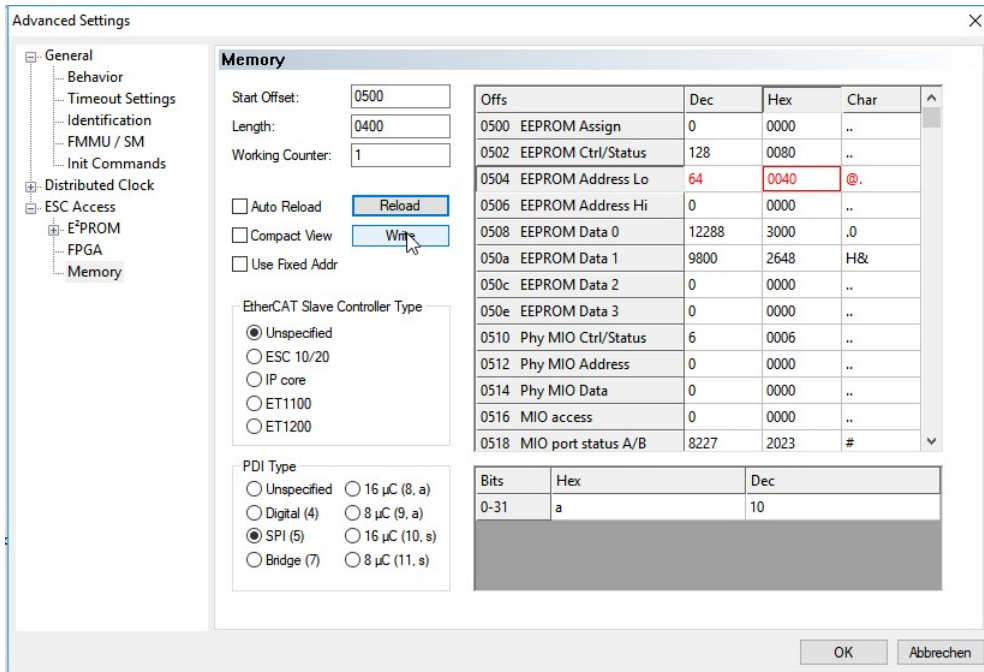 Advanced Settings
General
Behavior
Timeout Settings
Identification
FMMU / SM
Init Commands
Distributed Clock
ESC Access
E²PROM
FPGA
Memory
Memory
Start Offset: 0500
Length: 0400
Working Counter: 1
Auto Reload Reload
Compact View Write
Use Fixed Addr
EtherCAT Slave Controller Type
Unspecified
ESC 10/20
IP core
ET1100
ET1200
PDI Type
Unspecified 16 µC (8, a)
Digital (4) 8 µC (9, a)
SPI (5) 16 µC (10, s)
Bridge (7) 8 µC (11, s)
Offs Dec Hex Char
0500 EEPROM Assign 0 0000 ..
0502 EEPROM Ctrl/Status 128 0080 ..
0504 EEPROM Address Lo 64 0040 @.
0506 EEPROM Address Hi 0 0000 ..
0508 EEPROM Data 0 12288 3000 .0
050a EEPROM Data 1 9800 2648 H&
050c EEPROM Data 2 0 0000 ..
050e EEPROM Data 3 0 0000 ..
0510 Phy MIO Ctrl/Status 6 0006 ..
0512 Phy MIO Address 0 0000 ..
0514 Phy MIO Data 0 0000 ..
0516 MIO access 0 0000 ..
0518 MIO port status A/B 8227 2023 #
Bits Hex Dec
0-31 a 10
OK Abbrechen